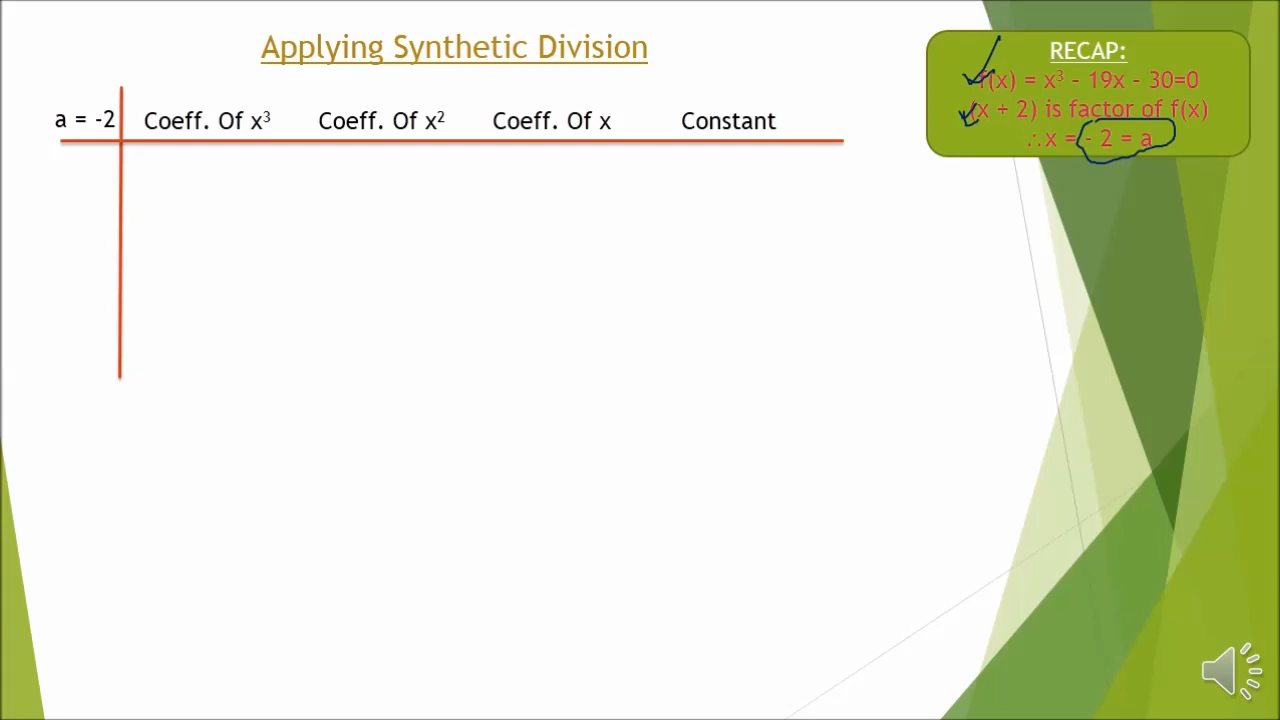 Applying Synthetic Division
RECAP:
f(x) = x³ - 19x - 30=0
(x + 2) is factor of f(x)
∴x = - 2 = a
a = -2 Coeff. Of x³ Coeff. Of x² Coeff. Of x Constant